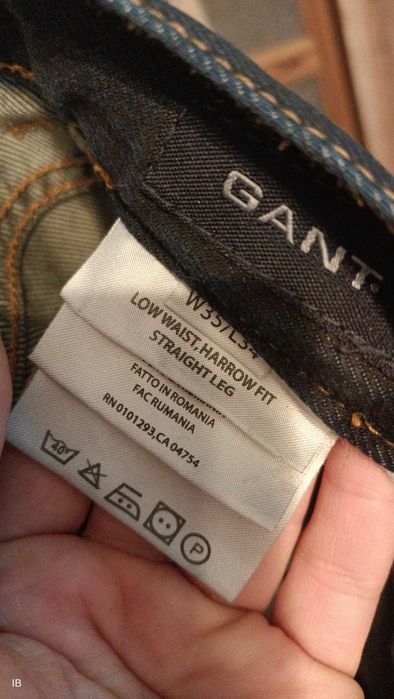 GANT
W33/L34
LOW WAIST, HARROW FIT
STRAIGHT LEG
FATTO IN ROMANIA
FAC RUMANIA
RN 0101293, CA 04754
40°
P
IB